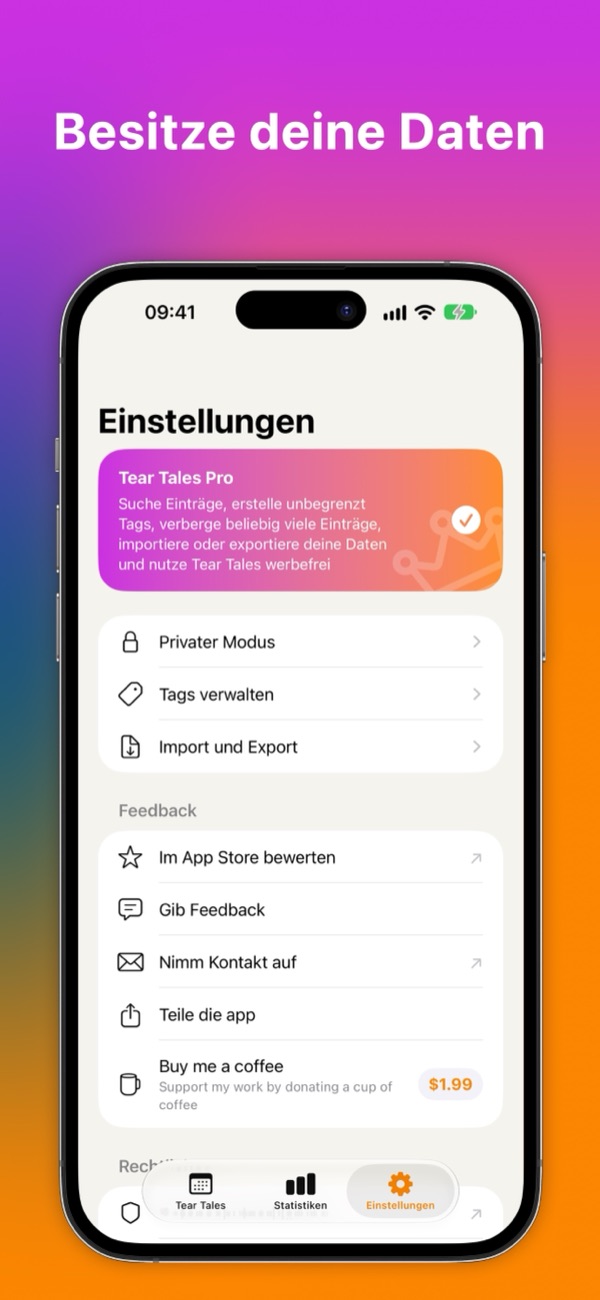 Besitze deine Daten
09:41
Einstellungen
Tear Tales Pro
Suche Einträge, erstelle unbegrenzt
Tags, verberge beliebig viele Einträge,
importiere oder exportiere deine Daten
und nutze Tear Tales werbefrei
Privater Modus
Tags verwalten
Import und Export
Feedback
Im App Store bewerten
Gib Feedback
Nimm Kontakt auf
Teile die app
Buy me a coffee
Support my work by donating a cup of
coffee
$1.99
Tear Tales
Statistiken
Einstellungen